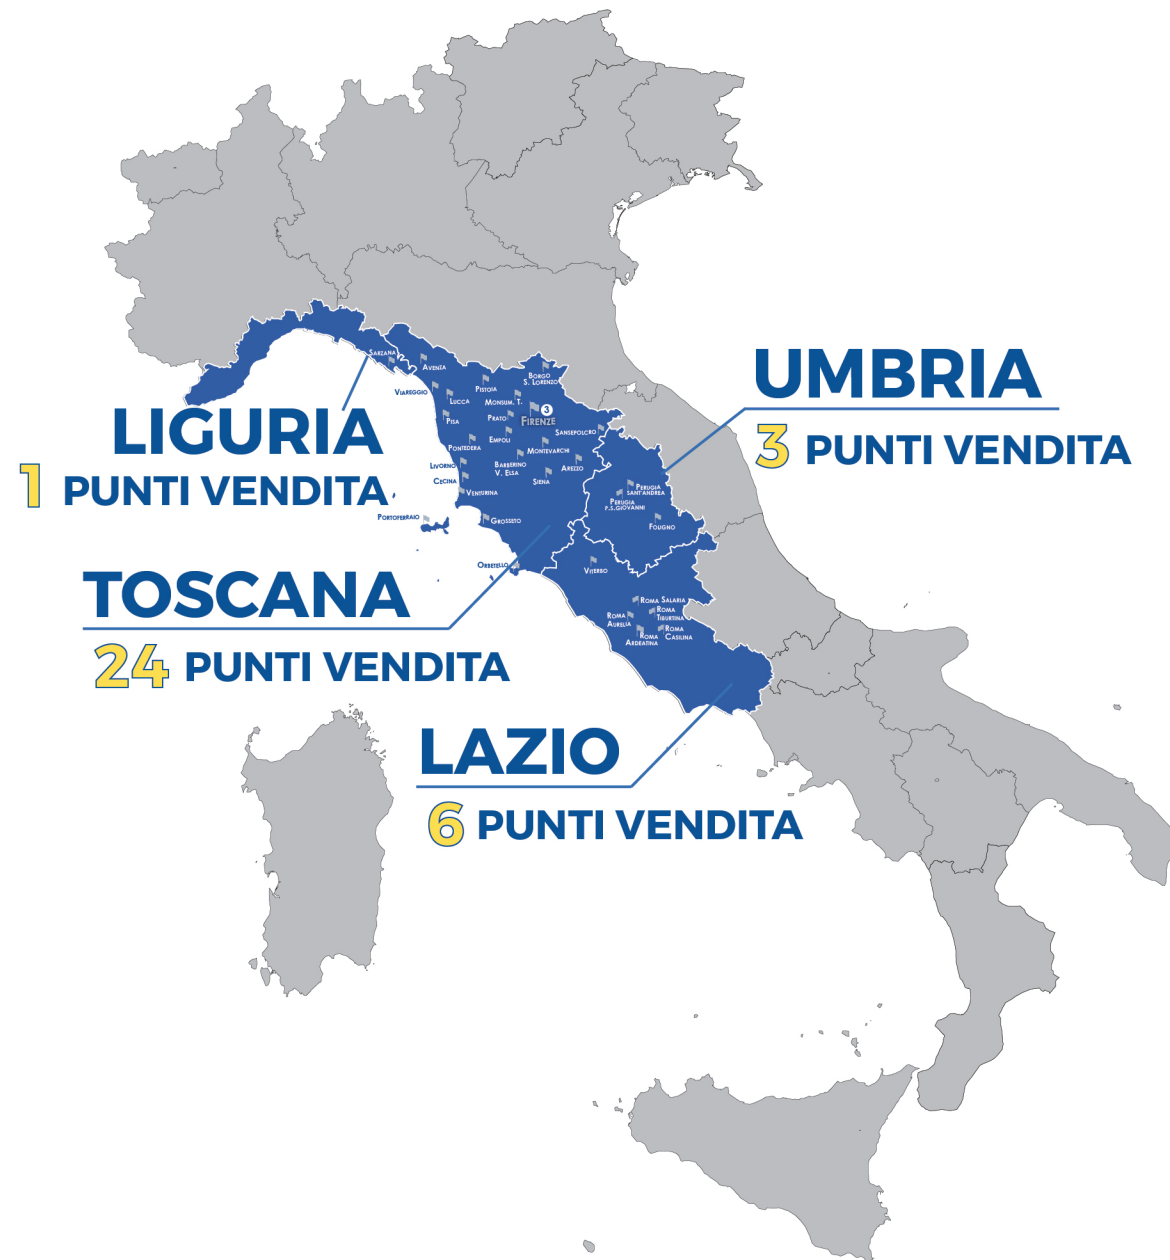 SARZANA
AVENZA
VIAREGGIO
LUCCA
PISTOIA
MONSUM. T.
BORGO
S. LORENZO
PISA
PRATO
3
FIRENZE
SANSEPOLCRO
EMPOLI
PONTEDERA
MONTEVARCHI
LIVORNO
BARBERINO
V. ELSA
AREZZO
CECINA
SIENA
VENTURINA
PORTOFERRAIO
GROSSETO
ORBETELLO
PERUGIA
SANT'ANDREA
PERUGIA
P.S.GIOVANNI
FOLIGNO
VITERBO
ROMA SALARIA
ROMA
TIBURTINA
ROMA
AURELIA
ROMA
CASILINA
ROMA
ARDEATINA
UMBRIA
3 PUNTI VENDITA
LIGURIA
1 PUNTI VENDITA
TOSCANA
24 PUNTI VENDITA
LAZIO
6 PUNTI VENDITA